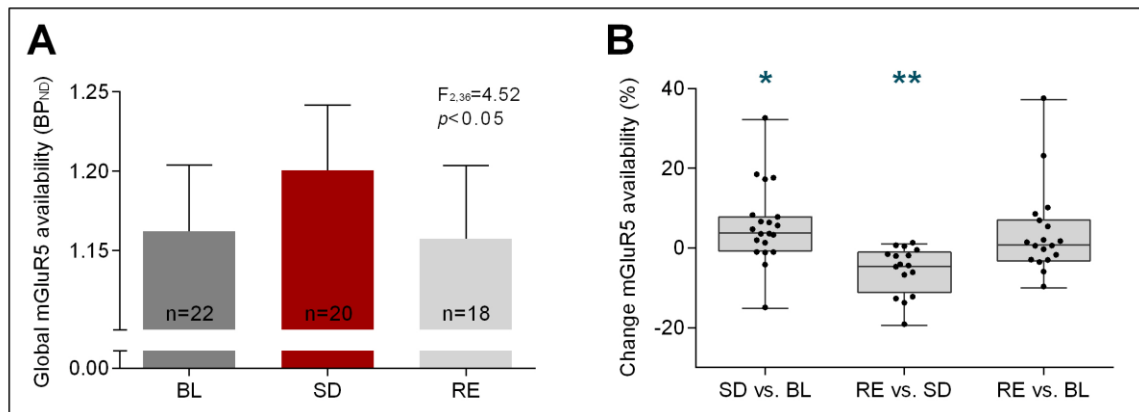 A
Global mGluR5 availability (BPND)
1.25
1.20
1.15
0.00
F2,36=4.52
p<0.05
n=22
n=20
n=18
BL
SD
RE
B
Change mGluR5 availability (%)
40
20
0
-20
*
**
SD vs. BL
RE vs. SD
RE vs. BL